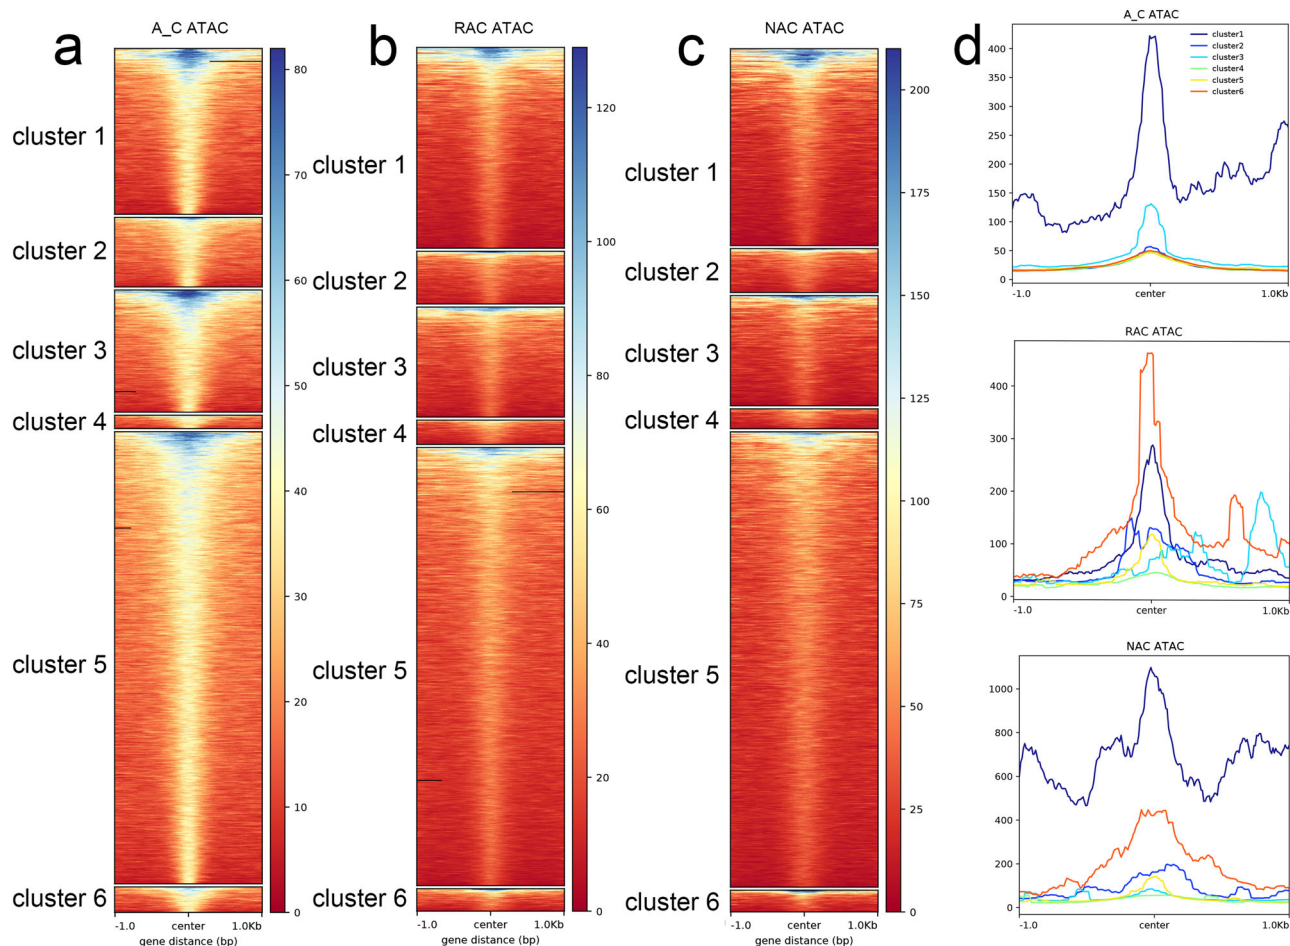 a
A_C ATAC
cluster 1
cluster 2
cluster 3
cluster 4
cluster 5
cluster 6
80
70
60
50
40
30
20
10
0
-1.0
center
1.0Kb
gene distance (bp)
b
RAC ATAC
cluster 1
cluster 2
cluster 3
cluster 4
cluster 5
cluster 6
120
100
80
60
40
20
0
-1.0
center
1.0Kb
gene distance (bp)
c
NAC ATAC
cluster 1
cluster 2
cluster 3
cluster 4
cluster 5
cluster 6
200
175
150
125
100
75
50
25
0
-1.0
center
1.0Kb
gene distance (bp)
d
A_C ATAC
400
350
300
250
200
150
100
50
0
cluster1
cluster2
cluster3
cluster4
cluster5
cluster6
-1.0
center
1.0Kb
RAC ATAC
400
300
200
100
0
-1.0
center
1.0Kb
NAC ATAC
1000
800
600
400
200
0
-1.0
center
1.0Kb